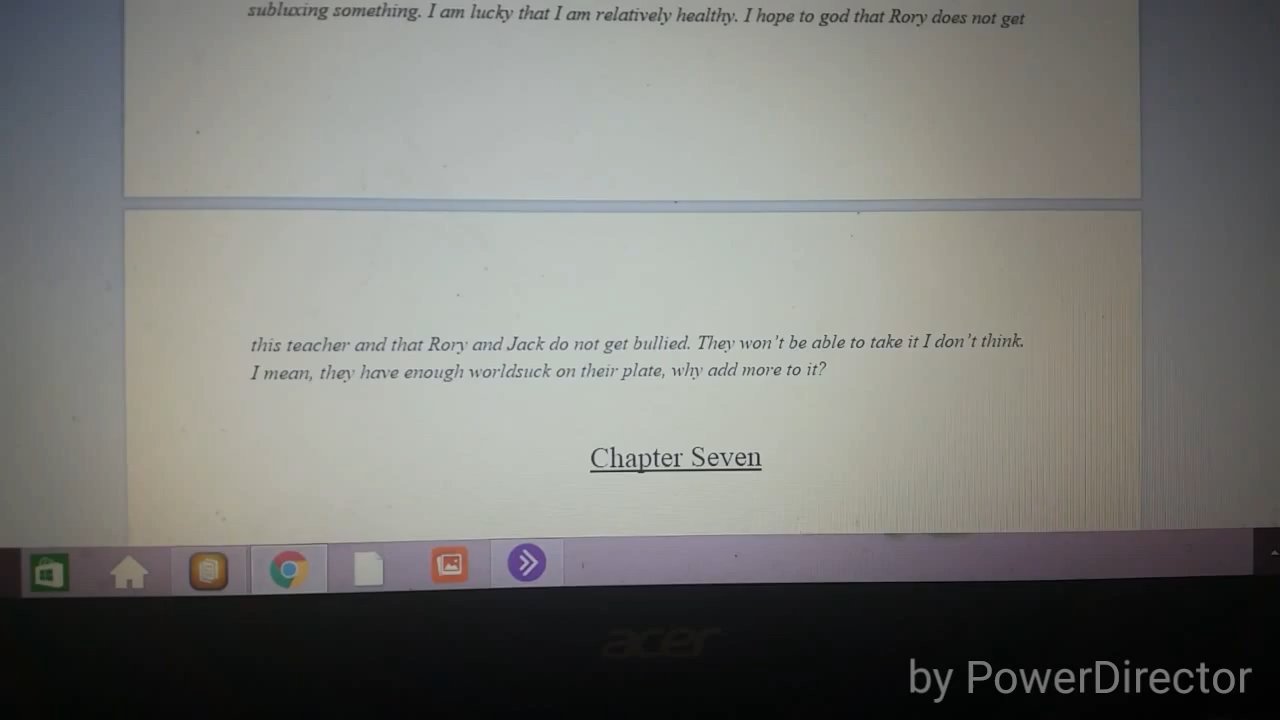 subluxing something. I am lucky that I am relatively healthy. I hope to god that Rory does not get
this teacher and that Rory and Jack do not get bullied. They won't be able to take it I don't think.
I mean, they have enough worldsuck on their plate, why add more to it?
Chapter Seven
acer
by PowerDirector